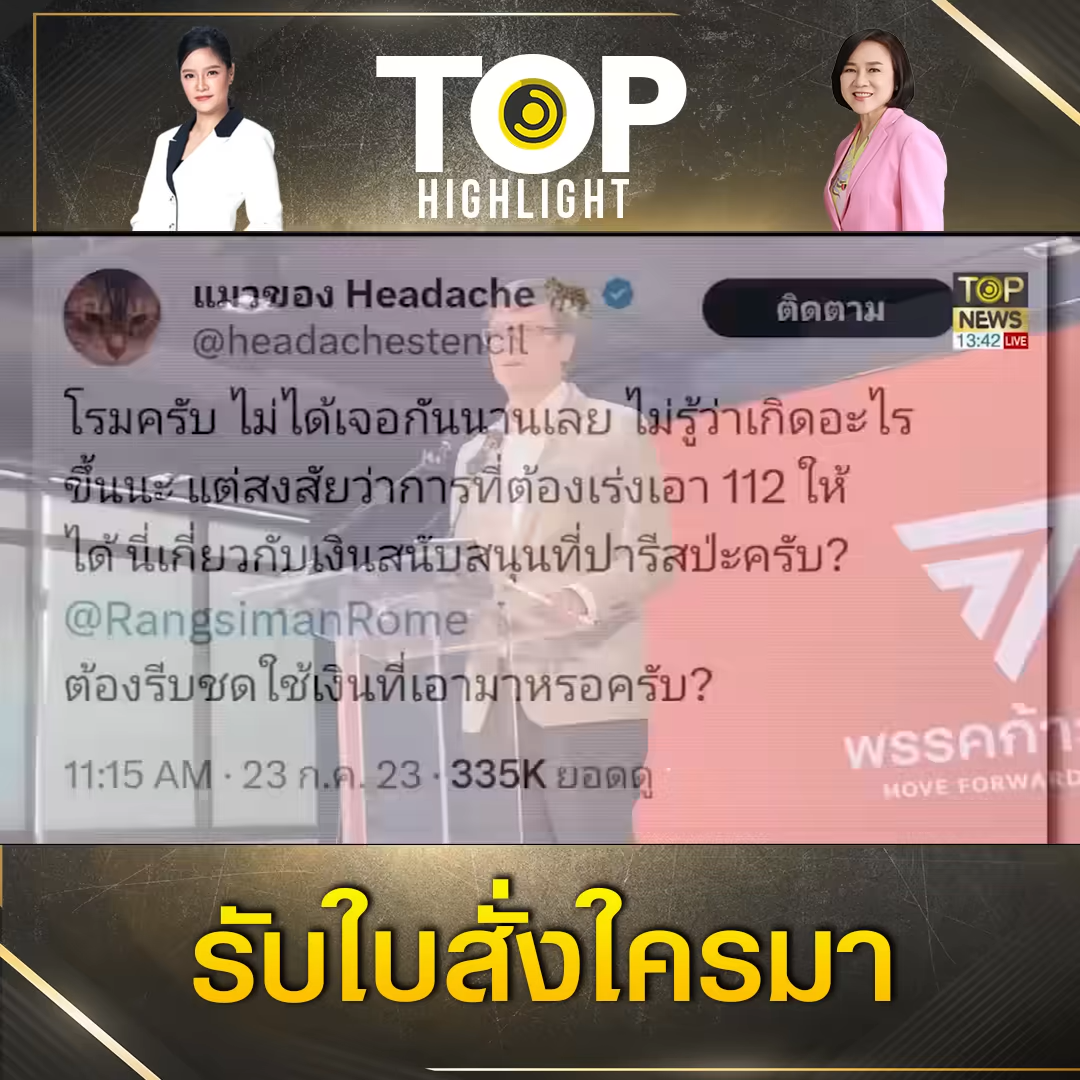 TOP
HIGHLIGHT
แมวของ Headache
@headachestencil
ติดตาม
TOP
NEWS
13:42 LIVE
โรมครับ ไม่ได้เจอกันนานเลย ไม่รู้ว่าเกิดอะไร
ขึ้นนะ แต่สงสัยว่าการที่ต้องเร่งเอา 112 ให้
ได้ นี่เกี่ยวกับเงินสนับสนุนที่ปารีสป่ะครับ?
@RangsimanRome
ต้องรีบชดใช้เงินที่เอามาหรอครับ?
11:15 AM · 23 ก.ค. 23 · 335K ยอดดู
พรรคก้า
MOVE FORWARD
รับใบสั่งใครมา